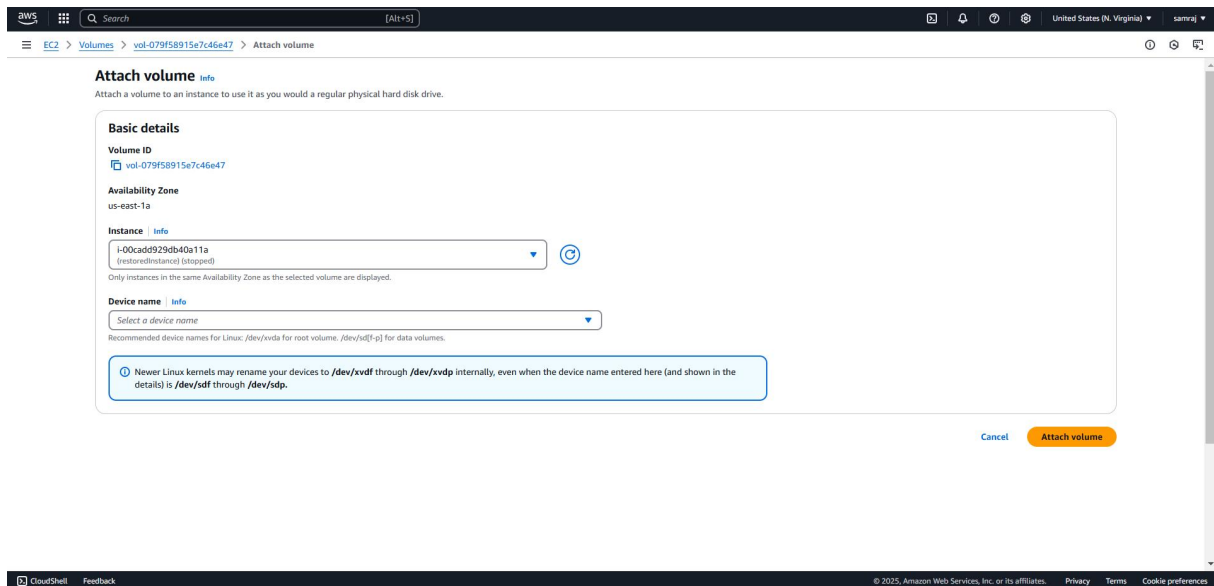 aws
Search [Alt+S]
United States (N. Virginia) ▼ samraj ▼
EC2 > Volumes > vol-079f58915e7c46e47 > Attach volume
Attach volume Info
Attach a volume to an instance to use it as you would a regular physical hard disk drive.
Basic details
Volume ID
vol-079f58915e7c46e47
Availability Zone
us-east-1a
Instance | Info
i-00cadd929db40a11a
(restoredInstance) (stopped)
Only instances in the same Availability Zone as the selected volume are displayed.
Device name | Info
Select a device name
Recommended device names for Linux: /dev/xvda for root volume. /dev/sd[f-p] for data volumes.
Newer Linux kernels may rename your devices to /dev/xvdf through /dev/xvdp internally, even when the device name entered here (and shown in the
details) is /dev/sdf through /dev/sdp.
Cancel Attach volume
CloudShell Feedback © 2025, Amazon Web Services, Inc. or its affiliates. Privacy Terms Cookie preferences